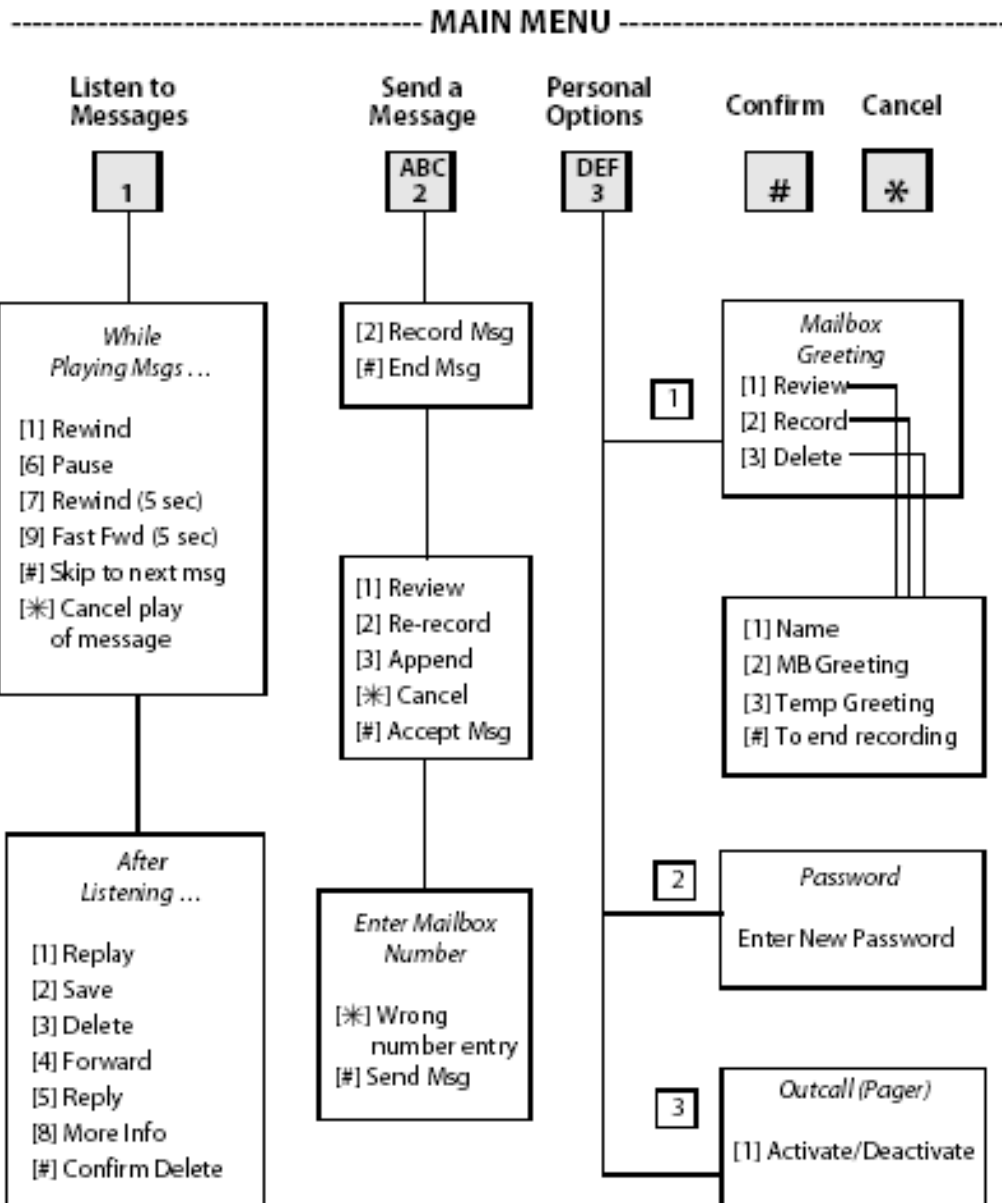 MAIN MENU
Listen to
Messages
1
While
Playing Msgs ...
[1] Rewind
[6] Pause
[7] Rewind (5 sec)
[9] Fast Fwd (5 sec)
[#] Skip to next msg
[*] Cancel play
of message
After
Listening ...
[1] Replay
[2] Save
[3] Delete
[4] Forward
[5] Reply
[8] More Info
[#] Confirm Delete
Send a
Message
ABC
2
[2] Record Msg
[#] End Msg
[1] Review
[2] Re-record
[3] Append
[*] Cancel
[#] Accept Msg
Enter Mailbox
Number
[*] Wrong
number entry
[#] Send Msg
Personal
Options
DEF
3
Confirm
#
Cancel
*
1
Mailbox
Greeting
[1] Review
[2] Record
[3] Delete
[1] Name
[2] MB Greeting
[3] Temp Greeting
[#] To end recording
2
Password
Enter New Password
3
Outcall (Pager)
[1] Activate/Deactivate